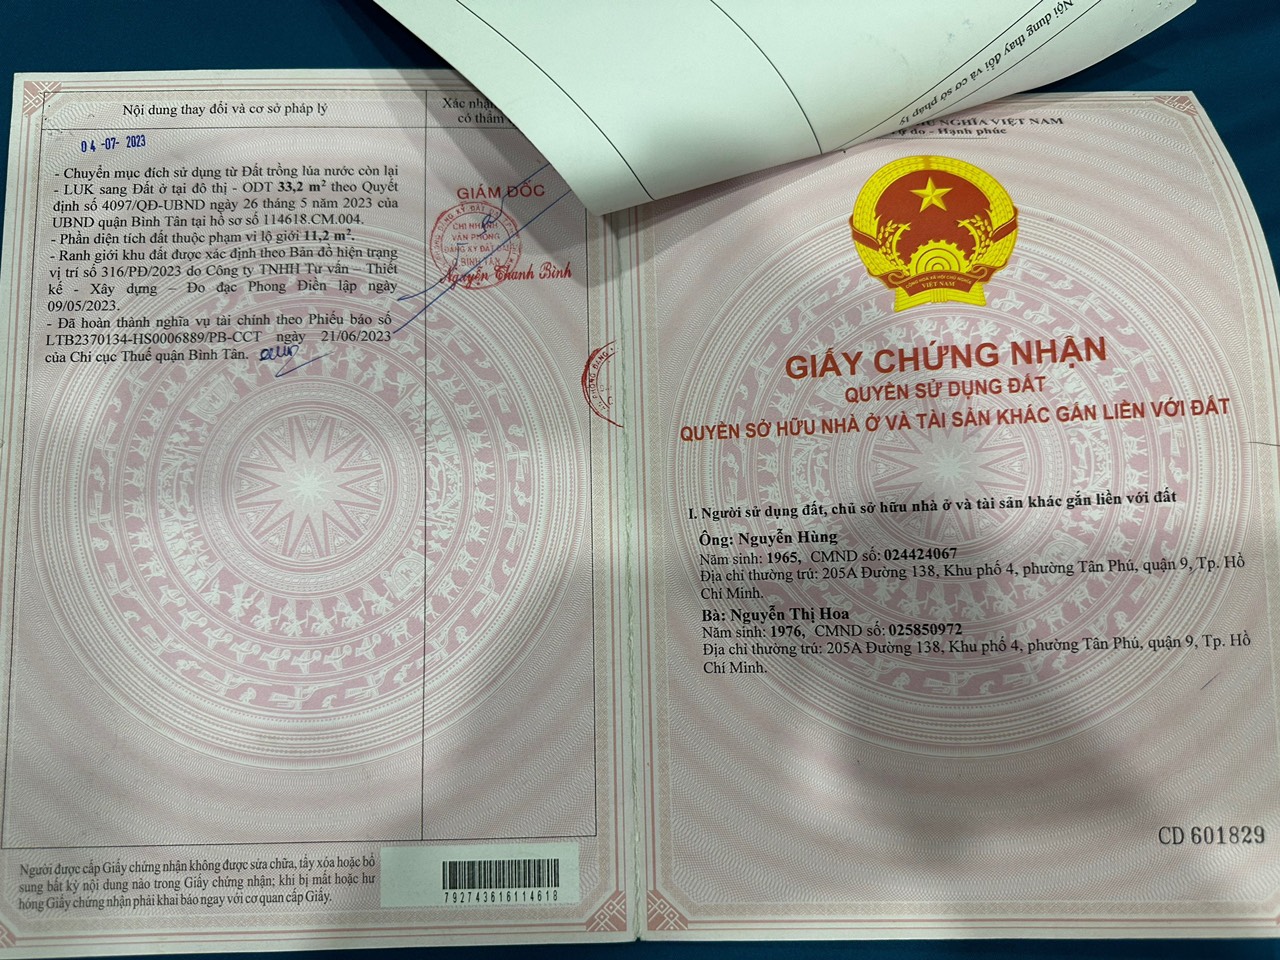 Nội dung thay đổi và cơ sở pháp lý
Xác nhận
có thẩm
04-07-2023
- Chuyển mục đích sử dụng từ Đất trồng lúa nước còn lại
- LUK sang Đất ở tại đô thị - ODT 33,2 m² theo Quyết
định số 4097/QĐ-UBND ngày 26 tháng 5 năm 2023 của
UBND quận Bình Tân tại hồ sơ số 114618.CM.004.
- Phần diện tích đất thuộc phạm vi lộ giới 11,2 m².
- Ranh giới khu đất được xác định theo Bản đồ hiện trạng
vị trí số 316/PĐ/2023 do Công ty TNHH Tư vấn – Thiết
kế - Xây dựng – Đo đạc Phong Điền lập ngày
09/05/2023.
- Đã hoàn thành nghĩa vụ tài chính theo Phiếu báo số
LTB2370134-HS0006889/PB-CCT ngày 21/06/2023
của Chi cục Thuế quận Bình Tân.
GIÁM ĐỐC
CHI NHÁNH
VĂN PHÒNG
ĐĂNG KÝ ĐẤT ĐAI
Q BÌNH TÂN
Nguyễn Thanh Bình
Người được cấp Giấy chứng nhận không được sửa chữa, tẩy xóa hoặc bổ
sung bất kỳ nội dung nào trong Giấy chứng nhận; khi bị mất hoặc hư
hỏng Giấy chứng nhận phải khai báo ngay với cơ quan cấp Giấy.
792743616114618
Nội dung thay đổi và cơ sở pháp lý
NGHĨA VIỆT NAM
do - Hạnh phúc
VIỆT NAM
GIẤY CHỨNG NHẬN
QUYỀN SỬ DỤNG ĐẤT
QUYỀN SỞ HỮU NHÀ Ở VÀ TÀI SẢN KHÁC GẮN LIỀN VỚI ĐẤT
I. Người sử dụng đất, chủ sở hữu nhà ở và tài sản khác gắn liền với đất
Ông: Nguyễn Hùng
Năm sinh: 1965, CMND số: 024424067
Địa chỉ thường trú: 205A Đường 138, Khu phố 4, phường Tân Phú, quận 9, Tp. Hồ
Chí Minh.
Bà: Nguyễn Thị Hoa
Năm sinh: 1976, CMND số: 025850972
Địa chỉ thường trú: 205A Đường 138, Khu phố 4, phường Tân Phú, quận 9, Tp. Hồ
Chí Minh.
CD 601829